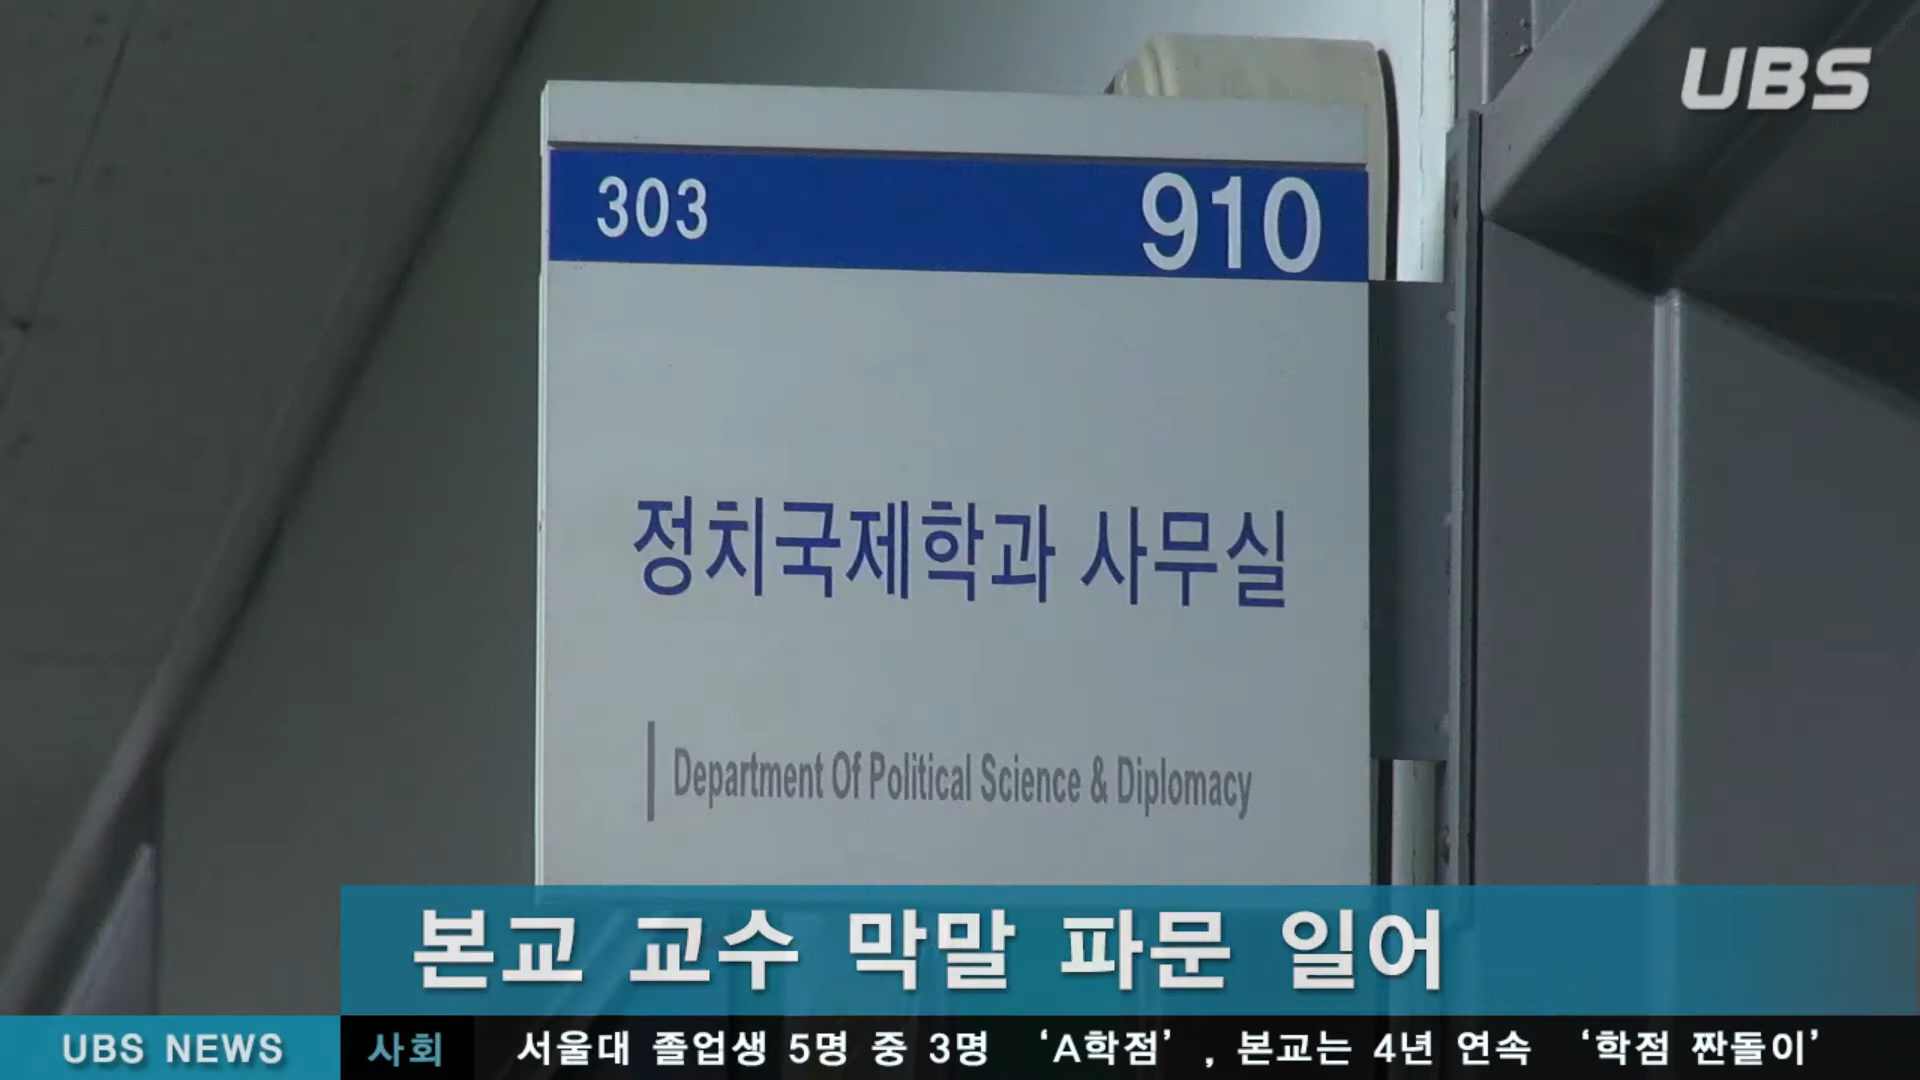 UBS
303 910
정치국제학과 사무실
Department Of Political Science & Diplomacy
본교 교수 막말 파문 일어
UBS NEWS 사회 서울대 졸업생 5명 중 3명 ‘A학점’, 본교는 4년 연속 ‘학점 짠돌이’